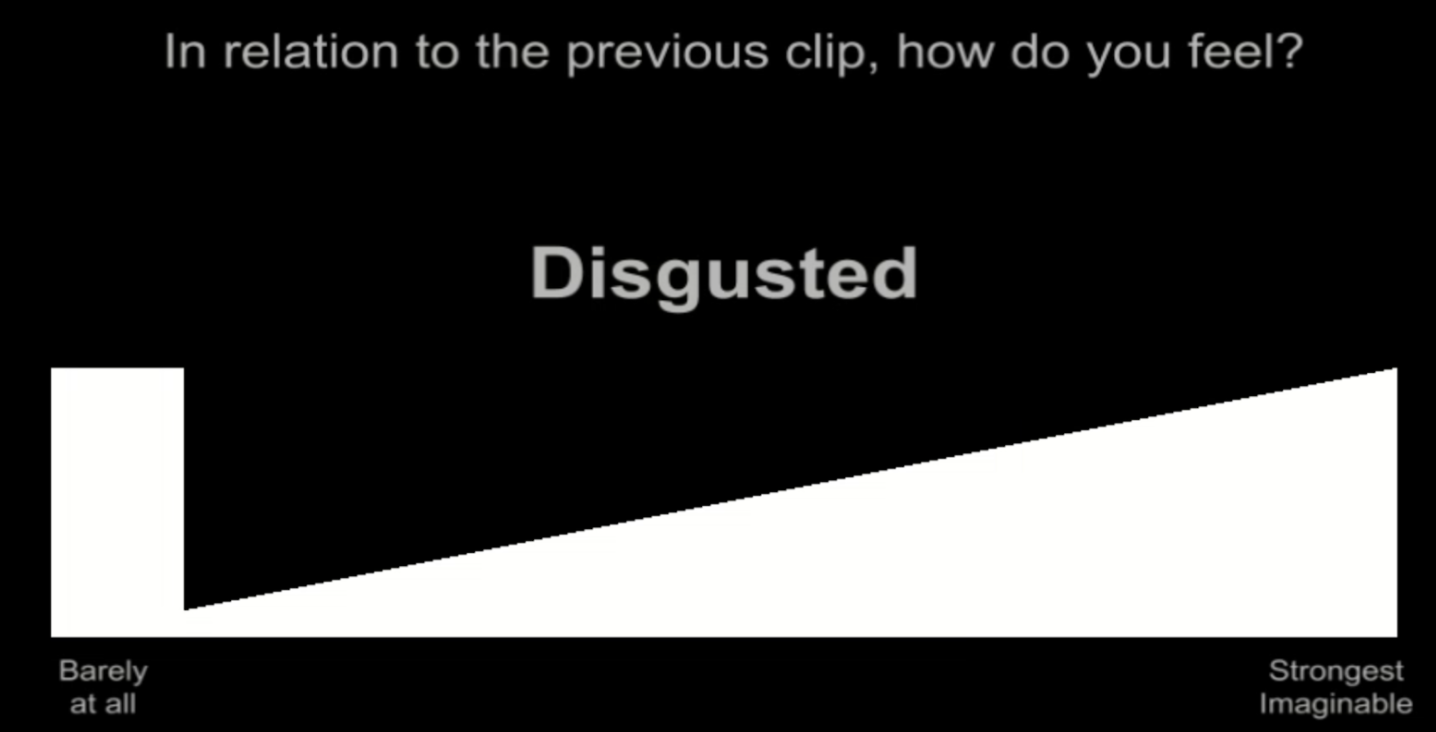 In relation to the previous clip, how do you feel?
Disgusted
Barely
at all
Strongest
Imaginable